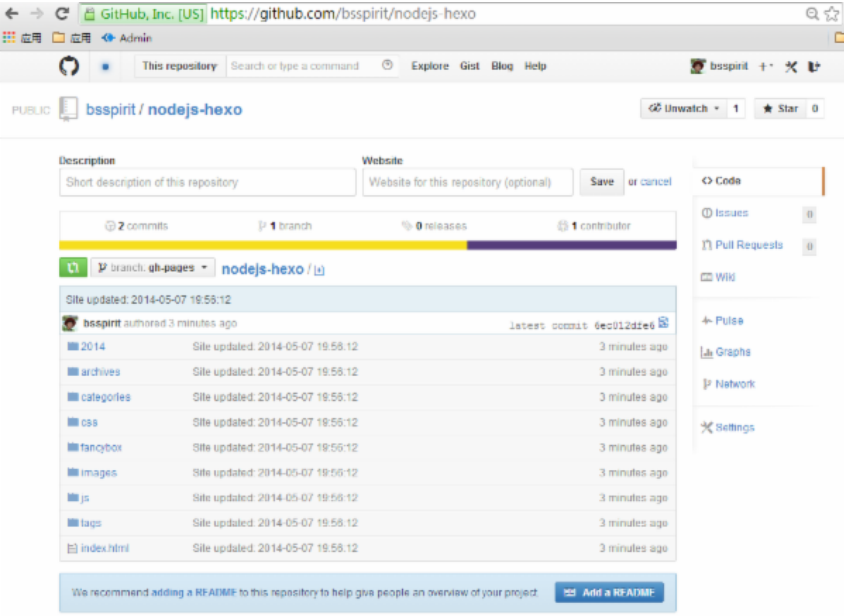 GitHub, Inc. [US] https://github.com/bsspirit/nodejs-hexo
应用 应用 Admin
This repository Search or type a command Explore Gist Blog Help bsspirit
PUBLIC bsspirit / nodejs-hexo Unwatch 1 Star 0
Description Website
Short description of this repository Website for this repository (optional) Save or cancel
Code
2 commits 1 branch 0 releases 1 contributor
Issues 0
Pull Requests 0
Wiki
Pulse
Graphs
Network
Settings
branch: gh-pages nodejs-hexo /
Site updated: 2014-05-07 19:56:12
bsspirit authored 3 minutes ago latest commit 6ec012dfe6
2014 Site updated: 2014-05-07 19:56:12 3 minutes ago
archives Site updated: 2014-05-07 19:56:12 3 minutes ago
categories Site updated: 2014-05-07 19:56:12 3 minutes ago
css Site updated: 2014-05-07 19:56:12 3 minutes ago
fancybox Site updated: 2014-05-07 19:56:12 3 minutes ago
images Site updated: 2014-05-07 19:56:12 3 minutes ago
js Site updated: 2014-05-07 19:56:12 3 minutes ago
tags Site updated: 2014-05-07 19:56:12 3 minutes ago
index.html Site updated: 2014-05-07 19:56:12 3 minutes ago
We recommend adding a README to this repository to help give people an overview of your project. Add a README